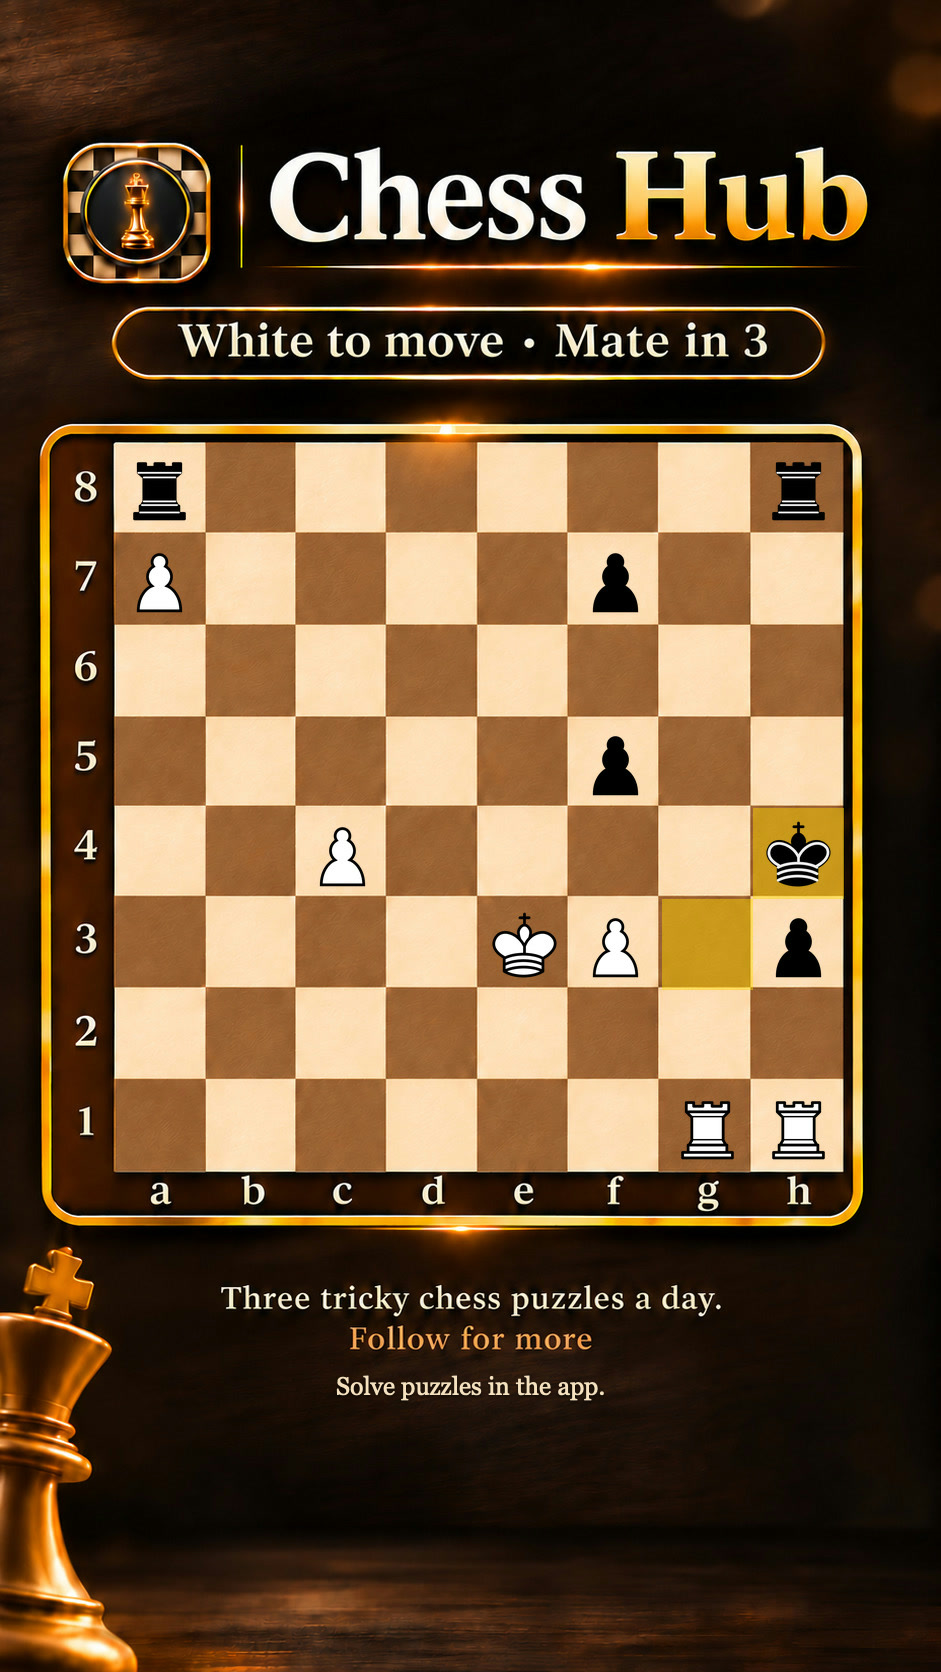 Chess Hub
White to move • Mate in 3
8
7
6
5
4
3
2
1
a b c d e f g h
Three tricky chess puzzles a day.
Follow for more
Solve puzzles in the app.